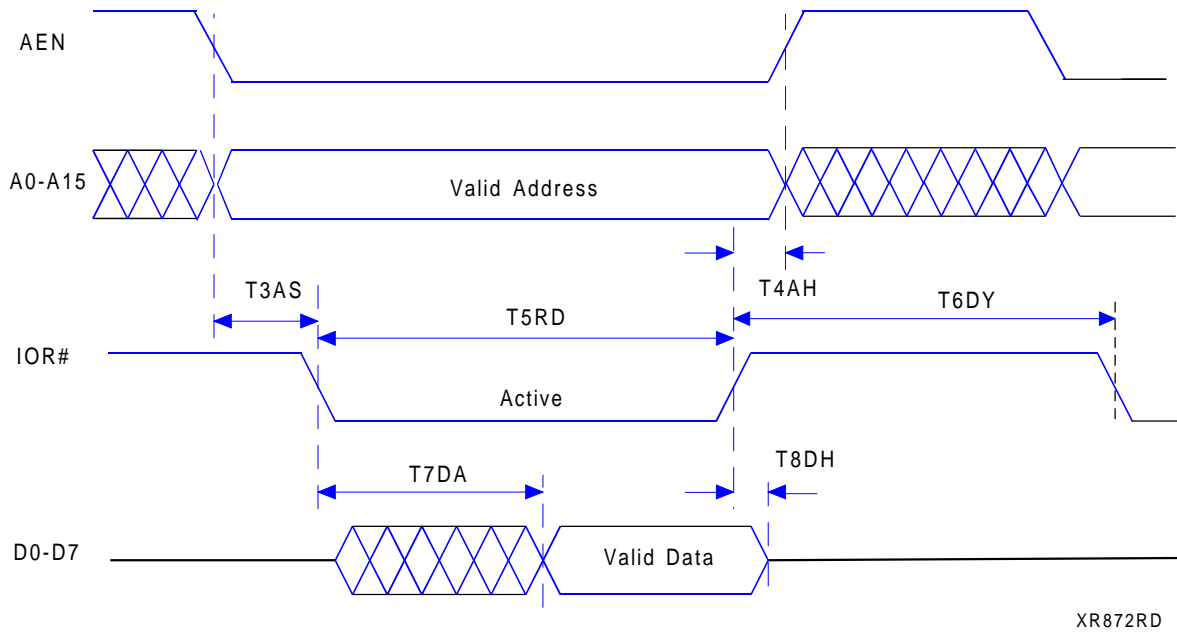 AEN
A0-A15
Valid Address
T3AS
T4AH
T5RD
T6DY
IOR#
Active
T7DA
T8DH
D0-D7
Valid Data
XR872RD